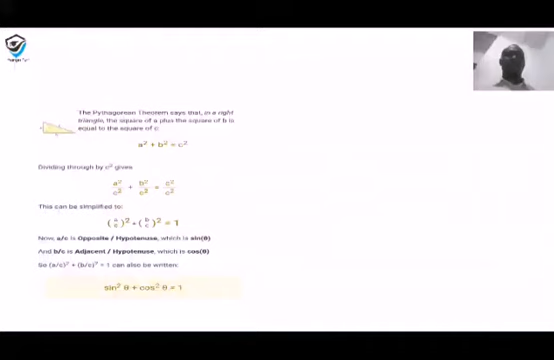 The Pythagorean Theorem says that, in a right
triangle, the square of a plus the square of b is
equal to the square of c:
a² + b² = c²
Dividing through by c² gives
a²/c² + b²/c² = c²/c²
This can be simplified to:
(a/c)² + (b/c)² = 1
Now, a/c is Opposite / Hypotenuse, which is sin(θ)
And b/c is Adjacent / Hypotenuse, which is cos(θ)
So (a/c)² + (b/c)² = 1 can also be written:
sin² θ + cos² θ = 1